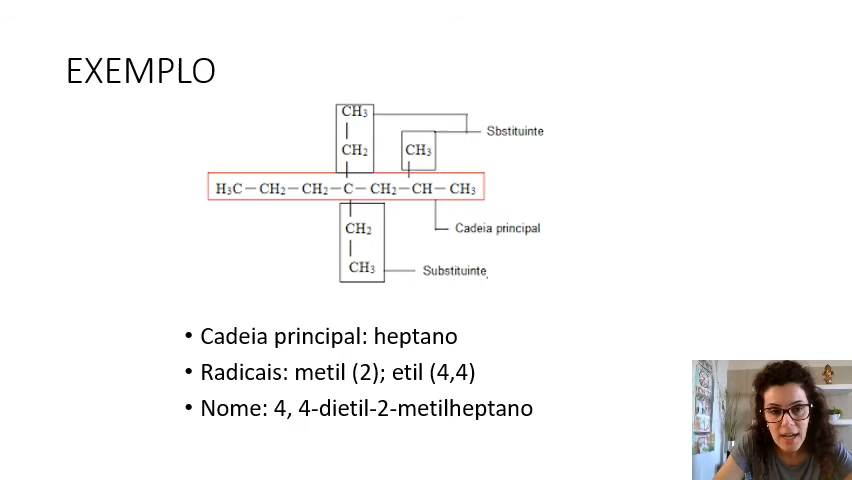 EXEMPLO
CH3
Sbstituinte
CH2
CH3
H3C — CH2 — CH2 — C — CH2 — CH — CH3
CH2
Cadeia principal
CH3
Substituinte
• Cadeia principal: heptano
• Radicais: metil (2); etil (4,4)
• Nome: 4, 4-dietil-2-metilheptano